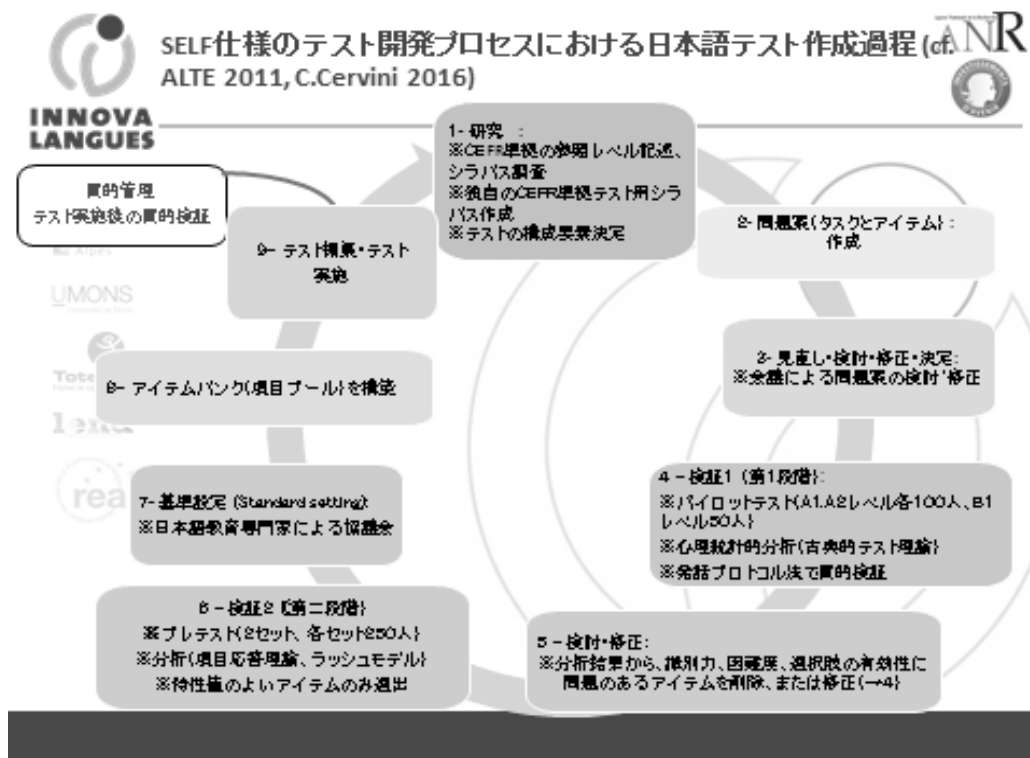 SELF仕様のテスト開発プロセスにおける日本語テスト作成過程 (cf.
ALTE 2011, C.Cervini 2016)
ANR
INNOVA
LANGUES
1- 研究 :
※CEFR準拠の参照レベル記述、
シラバス調査
※独自のCEFR準拠テスト用シラ
バス作成
※テストの構成要素決定
2- 問題案(タスクとアイテム) :
作成
3- 見直し・検討・修正・決定:
※会議による問題案の検討・修正
4 – 検証1 (第1段階):
※パイロットテスト(A1.A2レベル各100人、B1
レベル50人)
※心理統計的分析(古典的テスト理論)
※発話プロトコル法で質的検証
5 – 検討・修正:
※分析結果から、識別力、困難度、選択肢の有効性に
問題のあるアイテムを削除、または修正(→4)
6 – 検証2 (第二段階)
※プレテスト(2セット、各セット250人)
※分析(項目応答理論、ラッシュモデル)
※特性値のよいアイテムのみ選出
7- 基準設定 (Standard setting)
※日本語教育専門家による協議会
8- アイテムバンク(項目プール)を構築
9- テスト構築・テスト
実施
質的管理
テスト実施後の質的検証
Alpes
UMONS